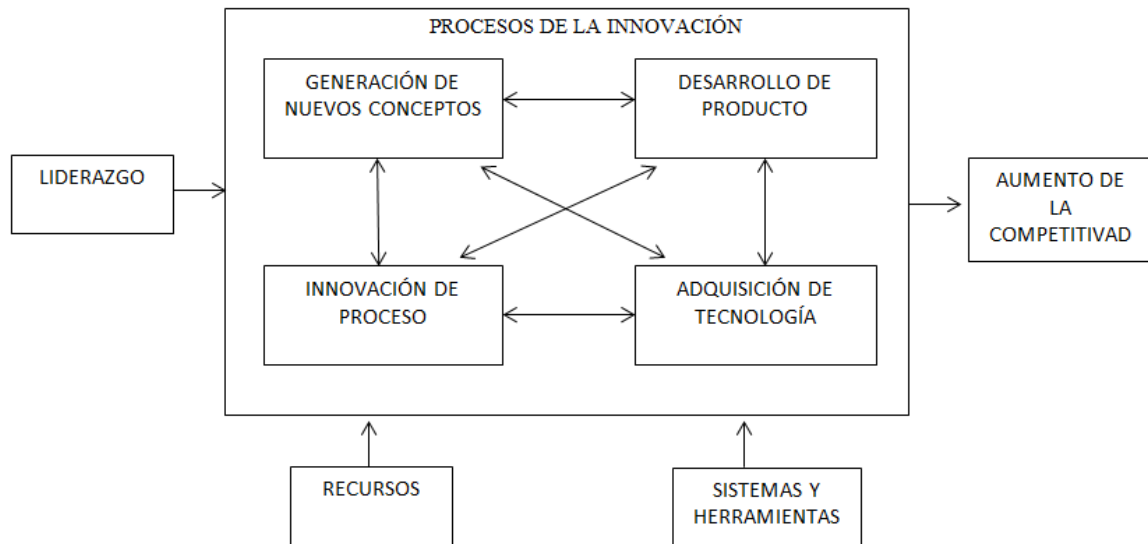 PROCESOS DE LA INNOVACIÓN
GENERACIÓN DE
NUEVOS CONCEPTOS
DESARROLLO DE
PRODUCTO
LIDERAZGO
AUMENTO DE
LA
COMPETITIVAD
INNOVACIÓN DE
PROCESO
ADQUISICIÓN DE
TECNOLOGÍA
RECURSOS
SISTEMAS Y
HERRAMIENTAS